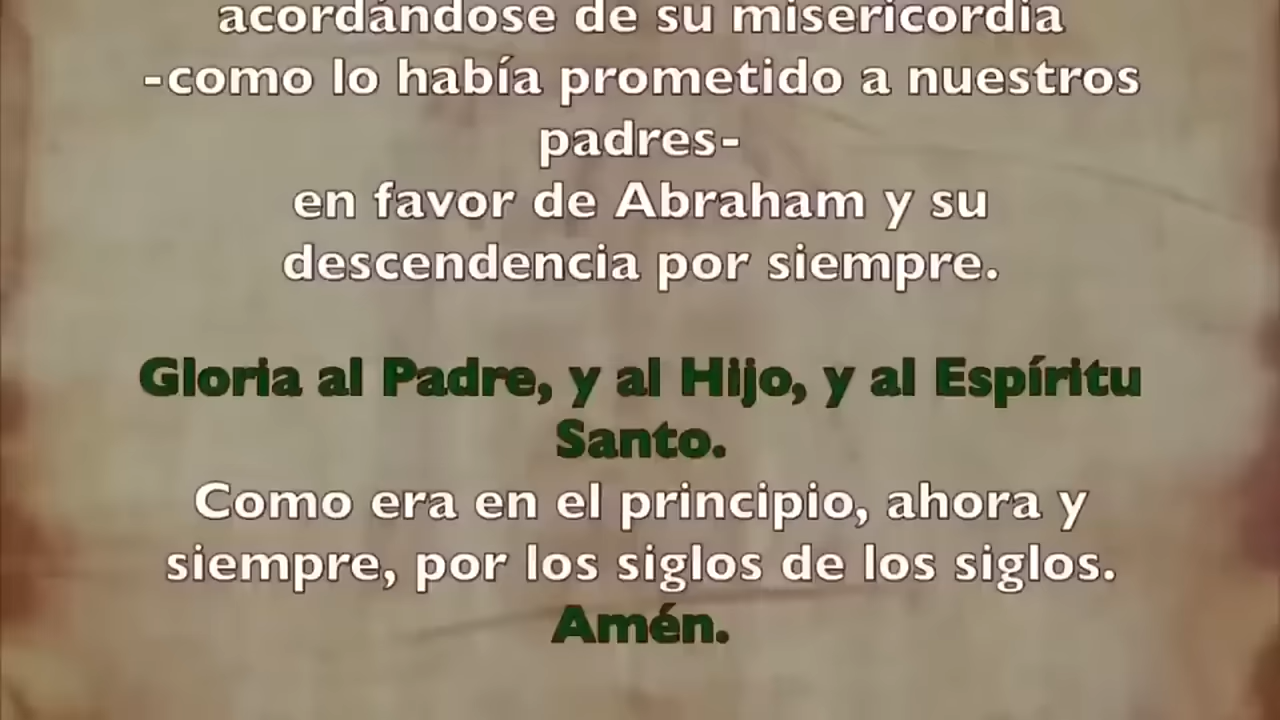 acordándose de su misericordia
-como lo había prometido a nuestros
padres-
en favor de Abraham y su
descendencia por siempre.
Gloria al Padre, y al Hijo, y al Espíritu
Santo.
Como era en el principio, ahora y
siempre, por los siglos de los siglos.
Amén.